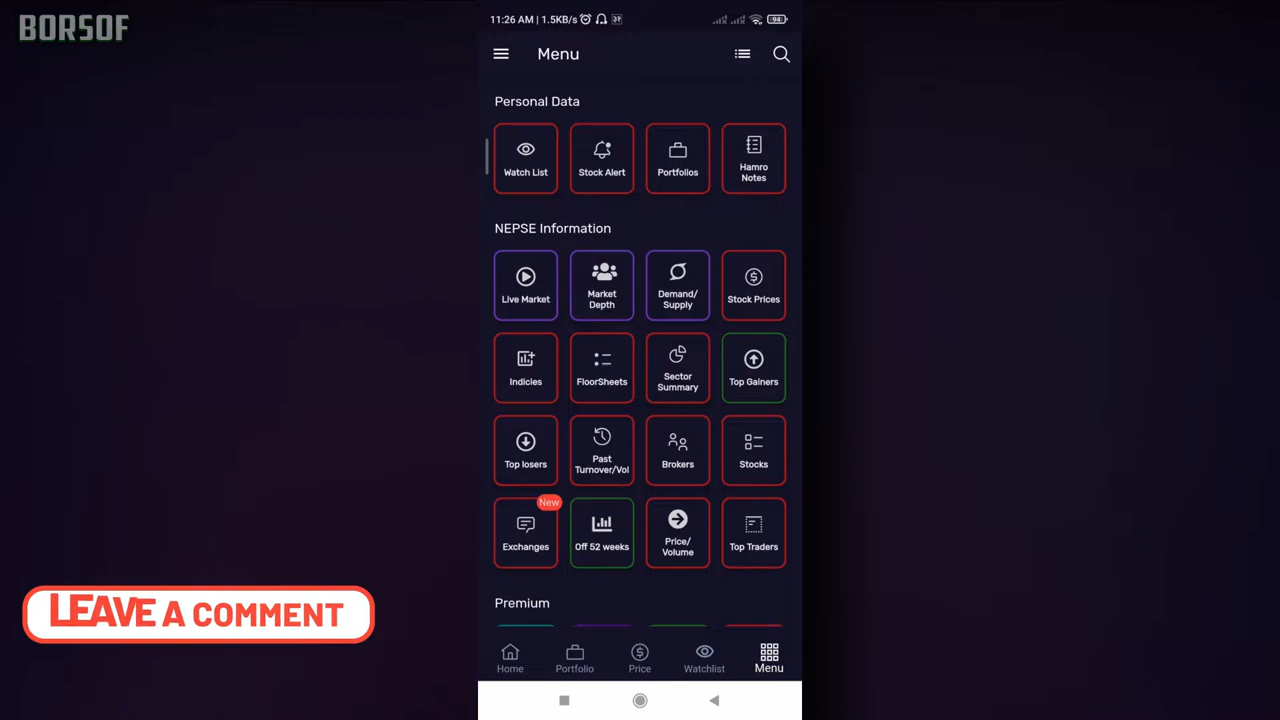 BORSOF
11:26 AM | 1.5KB/s
94
Menu
Personal Data
Watch List
Stock Alert
Portfolios
Hamro
Notes
NEPSE Information
Live Market
Market
Depth
Demand/
Supply
Stock Prices
Indicies
FloorSheets
Sector
Summary
Top Gainers
Top losers
Past
Turnover/Vol
Brokers
Stocks
New
Exchanges
Off 52 weeks
Price/
Volume
Top Traders
LEAVE A COMMENT
Premium
Home
Portfolio
Price
Watchlist
Menu